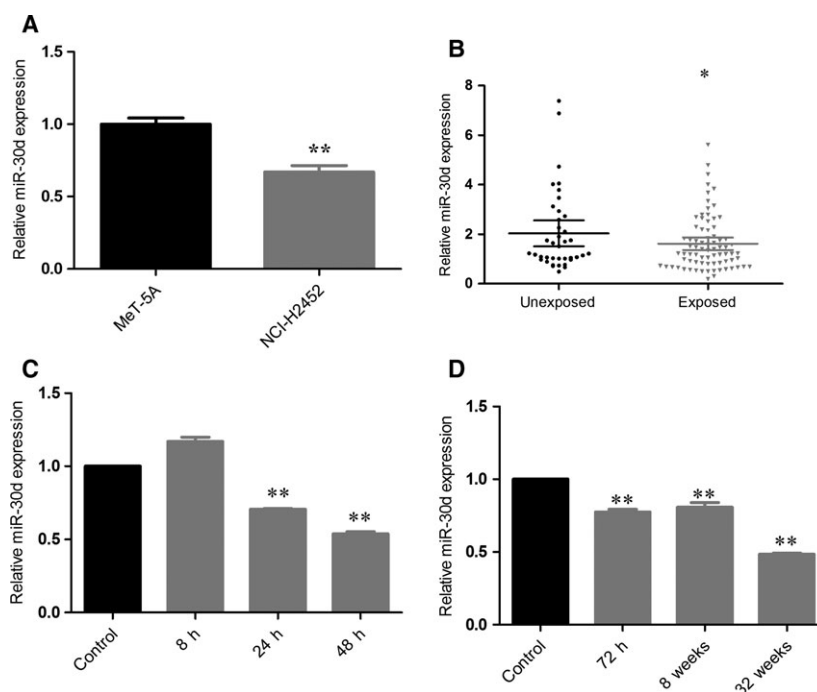 A
Relative miR-30d expression
1.5
1.0
0.5
0.0
**
MeT-5A
NCI-H2452
B
Relative miR-30d expression
8
6
4
2
0
*
Unexposed
Exposed
C
Relative miR-30d expression
1.5
1.0
0.5
0.0
**
**
Control
8 h
24 h
48 h
D
Relative miR-30d expression
1.5
1.0
0.5
0.0
**
**
**
Control
72 h
8 weeks
32 weeks